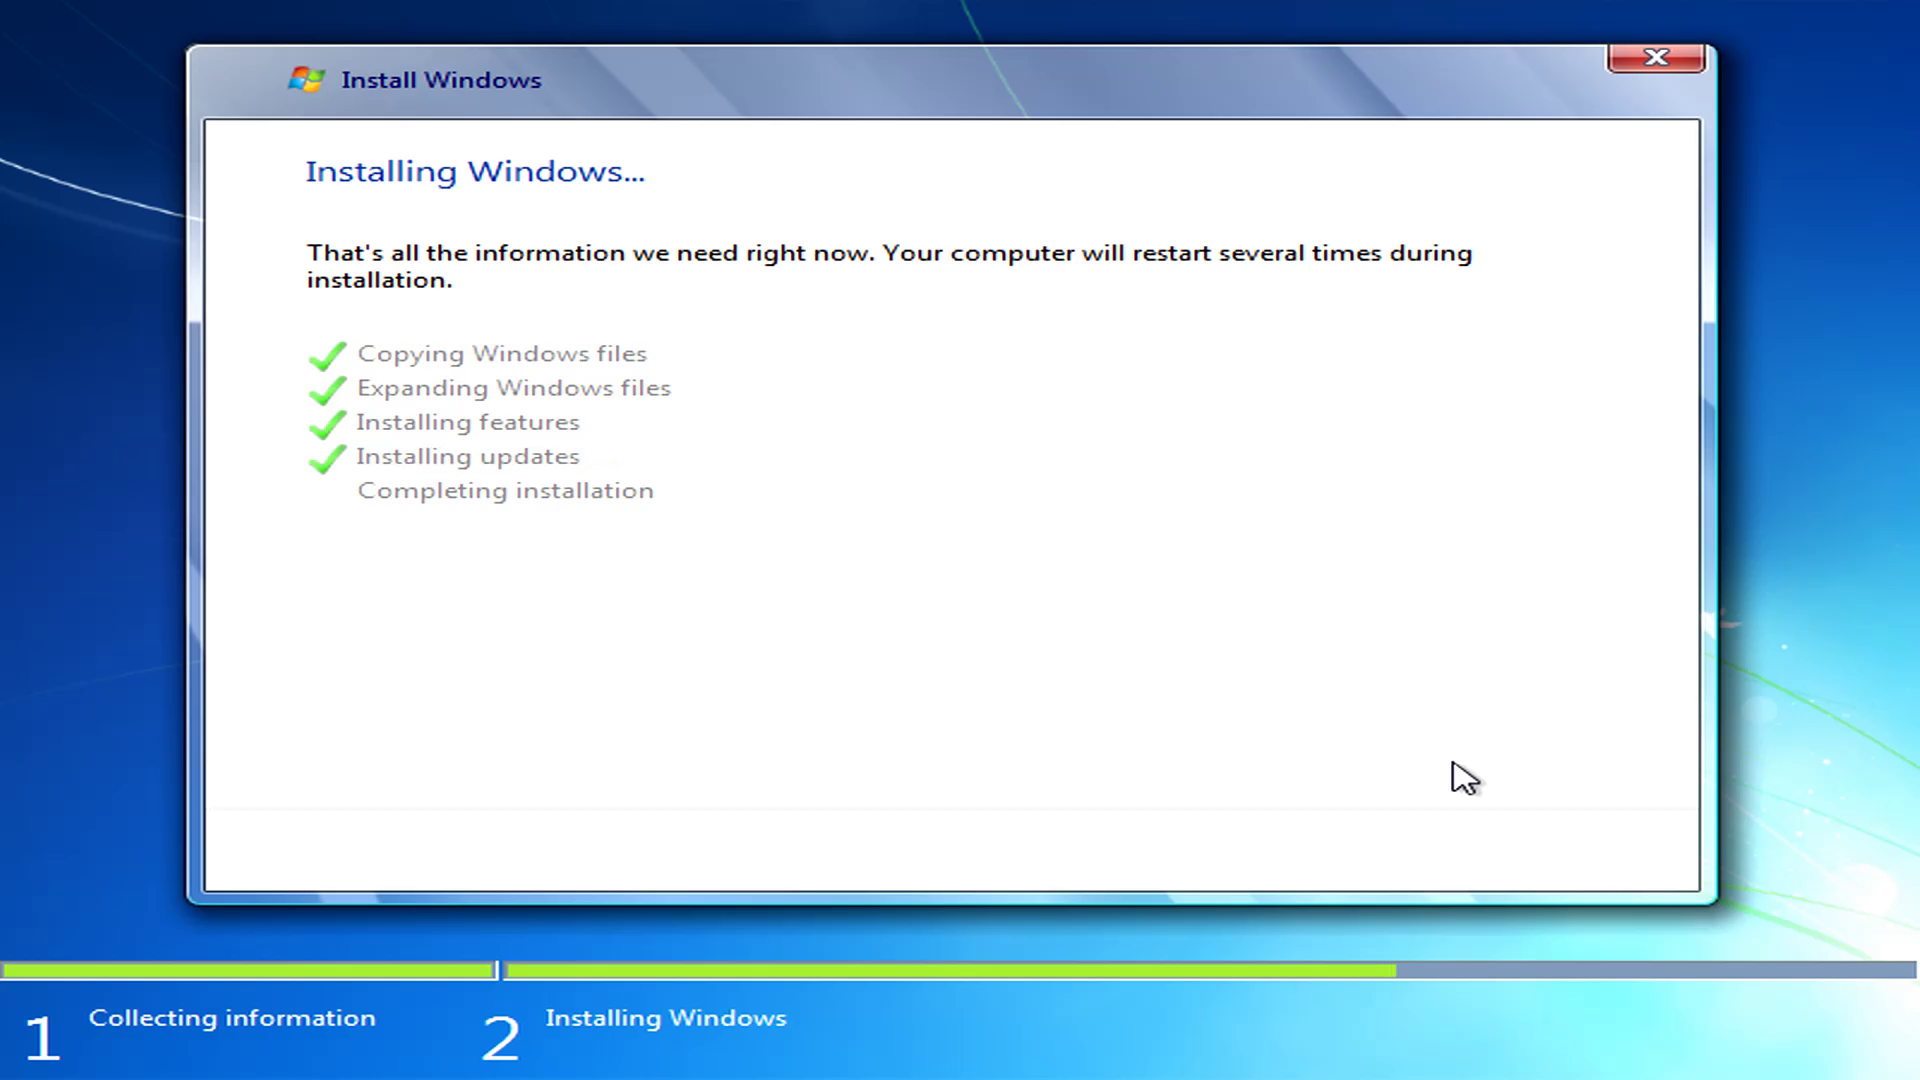 Install Windows
Installing Windows...
That's all the information we need right now. Your computer will restart several times during
installation.
Copying Windows files
Expanding Windows files
Installing features
Installing updates
Completing installation
1 Collecting information
2 Installing Windows